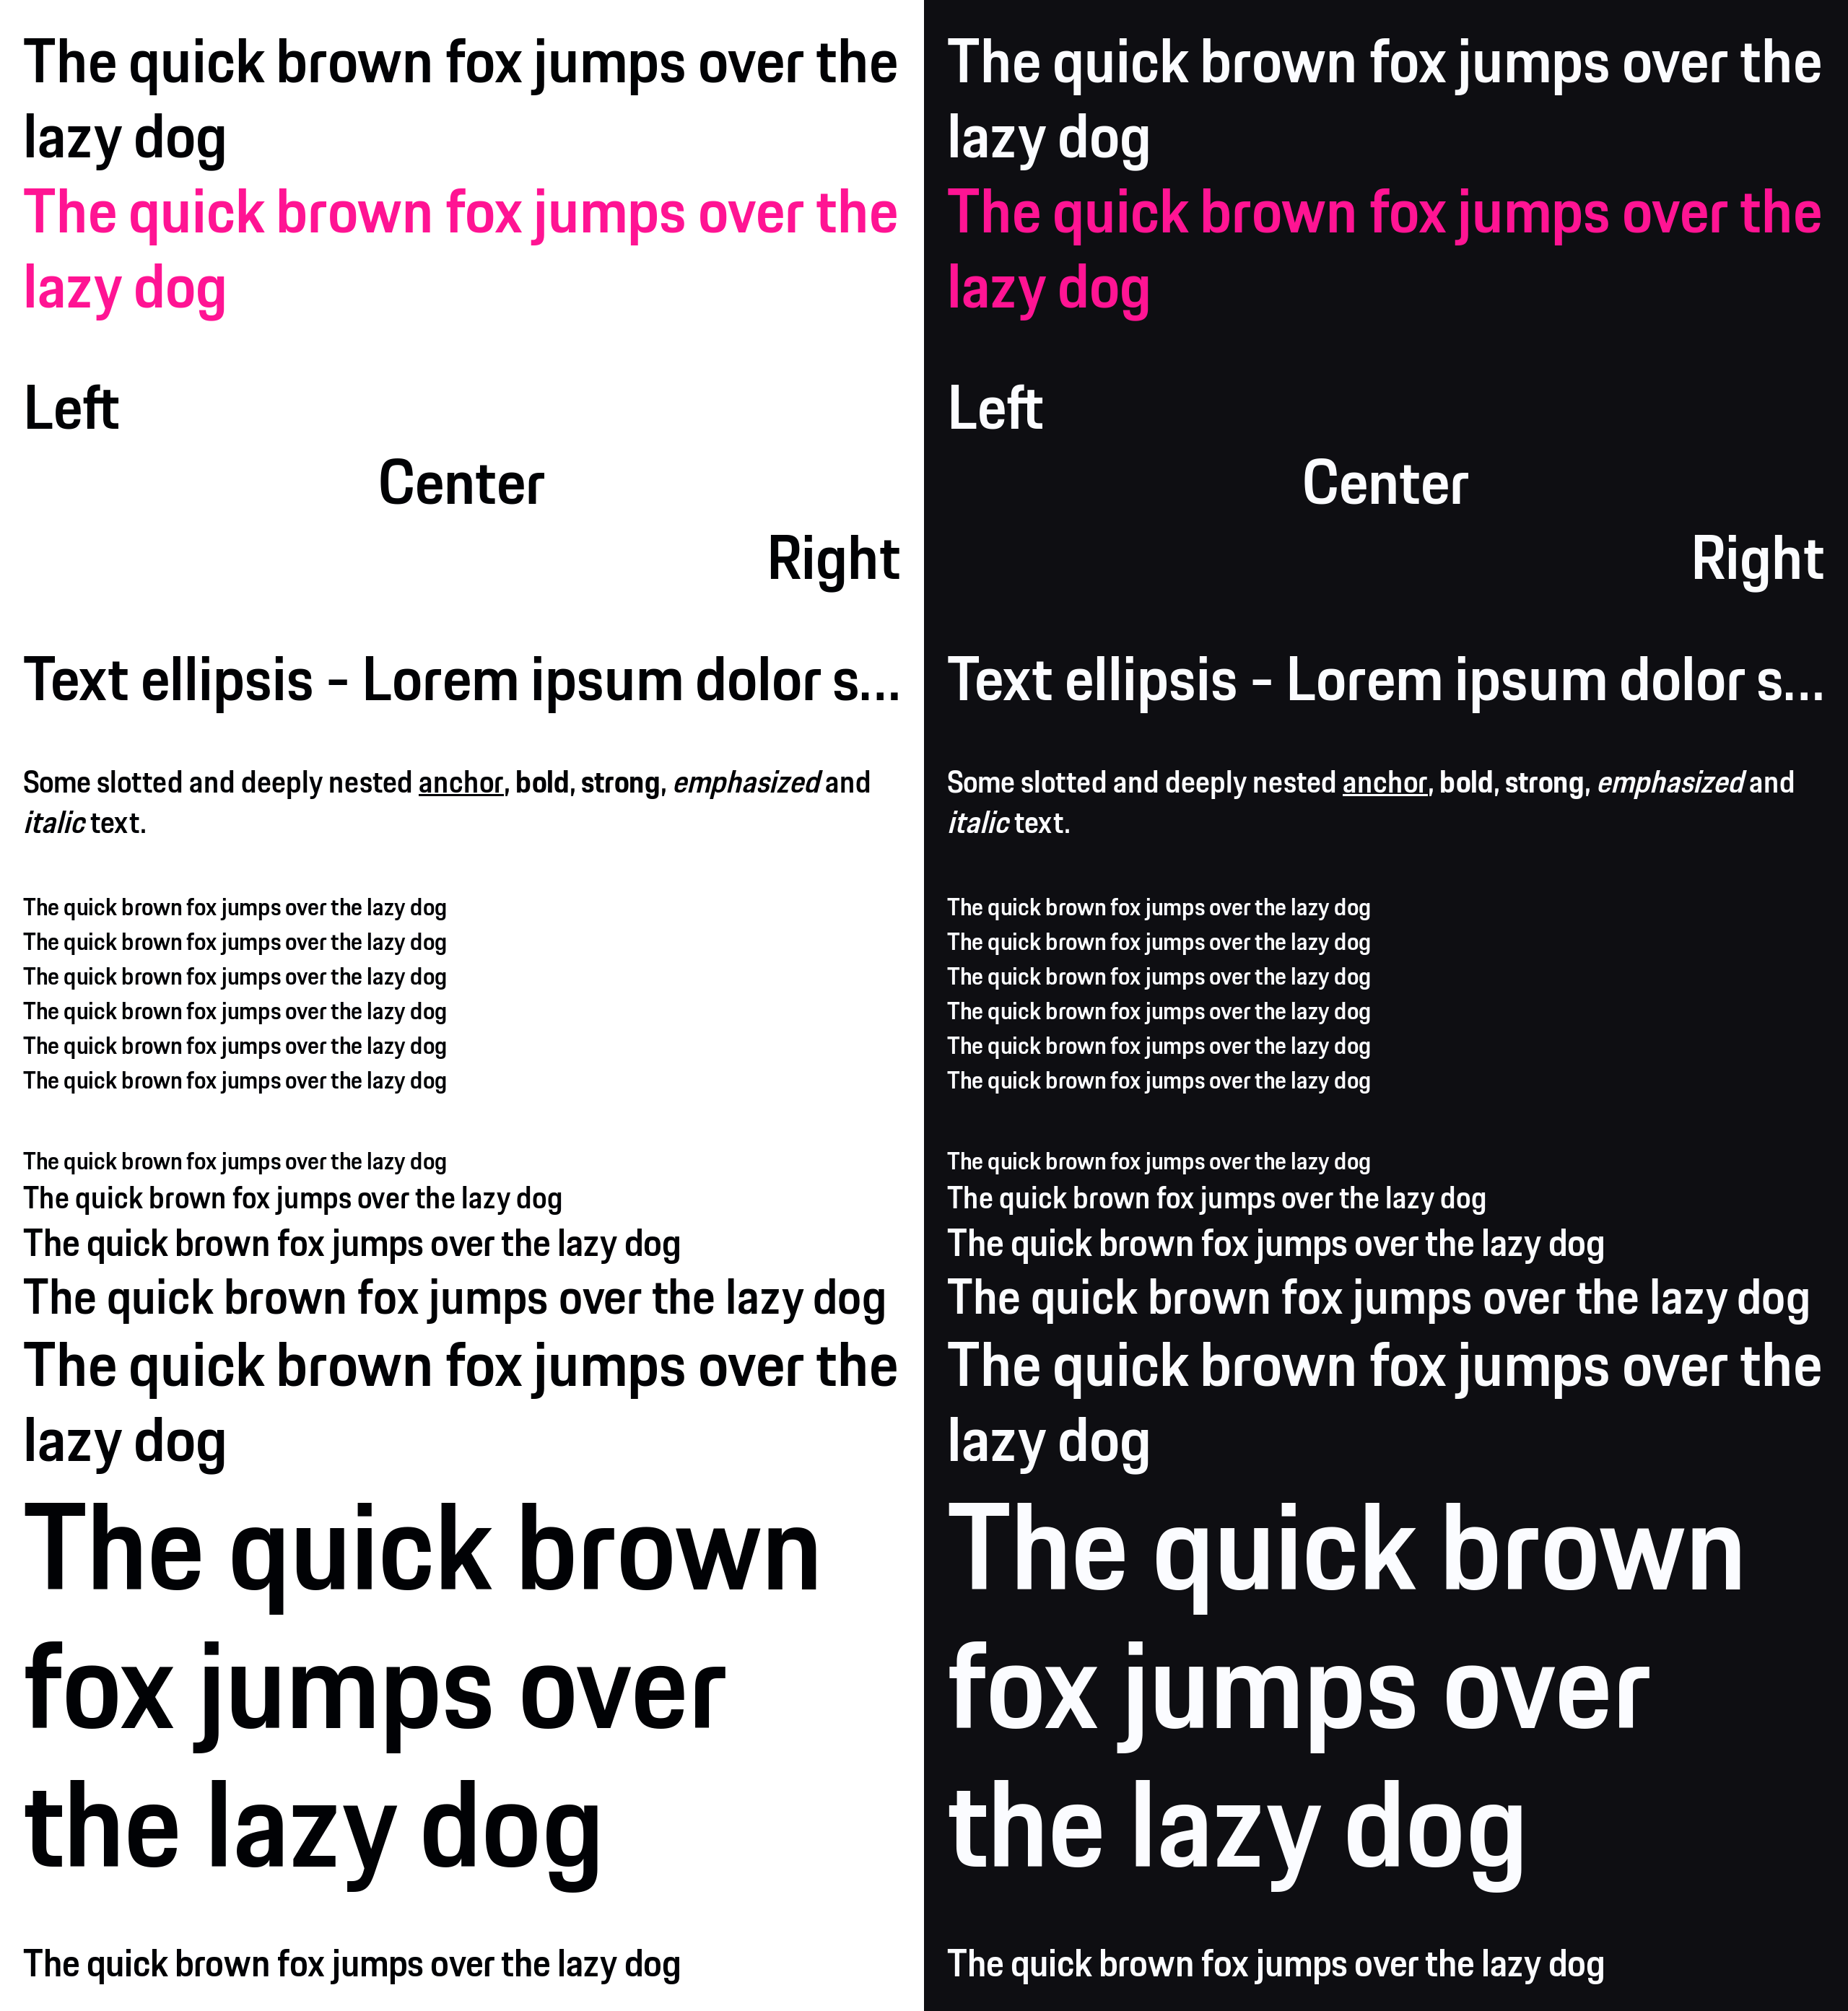 The quick brown fox jumps over the
lazy dog
The quick brown fox jumps over the
lazy dog
Left
Center
Right
Text ellipsis - Lorem ipsum dolor s...
Some slotted and deeply nested anchor, bold, strong, emphasized and
italic text.
The quick brown fox jumps over the lazy dog
The quick brown fox jumps over the lazy dog
The quick brown fox jumps over the lazy dog
The quick brown fox jumps over the lazy dog
The quick brown fox jumps over the lazy dog
The quick brown fox jumps over the lazy dog
The quick brown fox jumps over the lazy dog
The quick brown fox jumps over the lazy dog
The quick brown fox jumps over the lazy dog
The quick brown fox jumps over the lazy dog
The quick brown fox jumps over the
lazy dog
The quick brown
fox jumps over
the lazy dog
The quick brown fox jumps over the lazy dog
The quick brown fox jumps over the
lazy dog
The quick brown fox jumps over the
lazy dog
Left
Center
Right
Text ellipsis - Lorem ipsum dolor s...
Some slotted and deeply nested anchor, bold, strong, emphasized and
italic text.
The quick brown fox jumps over the lazy dog
The quick brown fox jumps over the lazy dog
The quick brown fox jumps over the lazy dog
The quick brown fox jumps over the lazy dog
The quick brown fox jumps over the lazy dog
The quick brown fox jumps over the lazy dog
The quick brown fox jumps over the lazy dog
The quick brown fox jumps over the lazy dog
The quick brown fox jumps over the lazy dog
The quick brown fox jumps over the lazy dog
The quick brown fox jumps over the
lazy dog
The quick brown
fox jumps over
the lazy dog
The quick brown fox jumps over the lazy dog